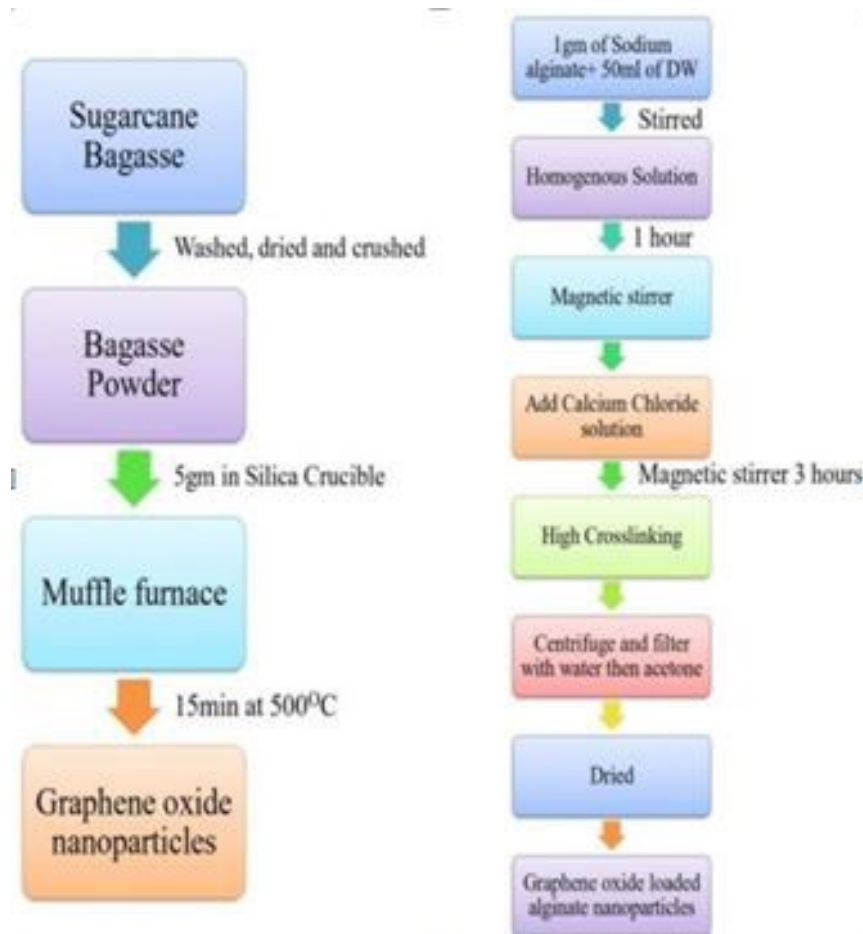 Sugarcane
Bagasse
Washed, dried and crushed
Bagasse
Powder
5gm in Silica Crucible
Muffle furnace
15min at 500⁰C
Graphene oxide
nanoparticles
1gm of Sodium
alginate+ 50ml of DW
Stirred
Homogenous Solution
1 hour
Magnetic stirrer
Add Calcium Chloride
solution
Magnetic stirrer 3 hours
High Crosslinking
Centrifuge and filter
with water then acetone
Dried
Graphene oxide loaded
alginate nanoparticles